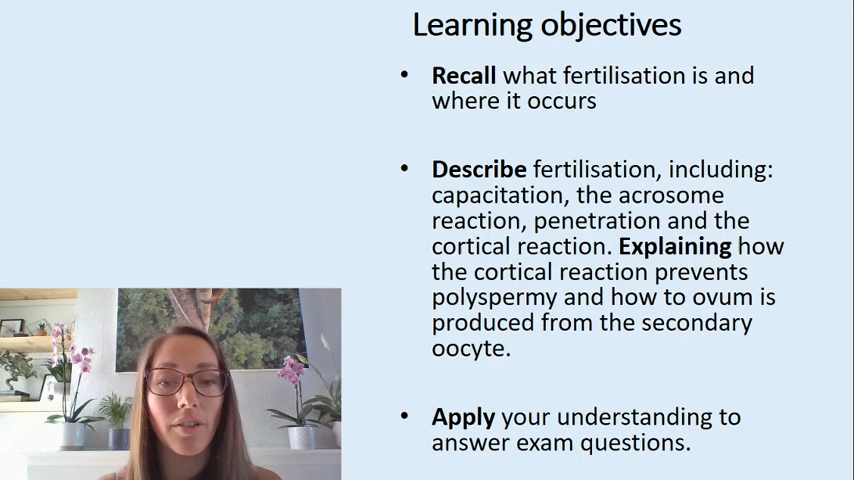 Learning objectives
• Recall what fertilisation is and
where it occurs
• Describe fertilisation, including:
capacitation, the acrosome
reaction, penetration and the
cortical reaction. Explaining how
the cortical reaction prevents
polyspermy and how to ovum is
produced from the secondary
oocyte.
• Apply your understanding to
answer exam questions.